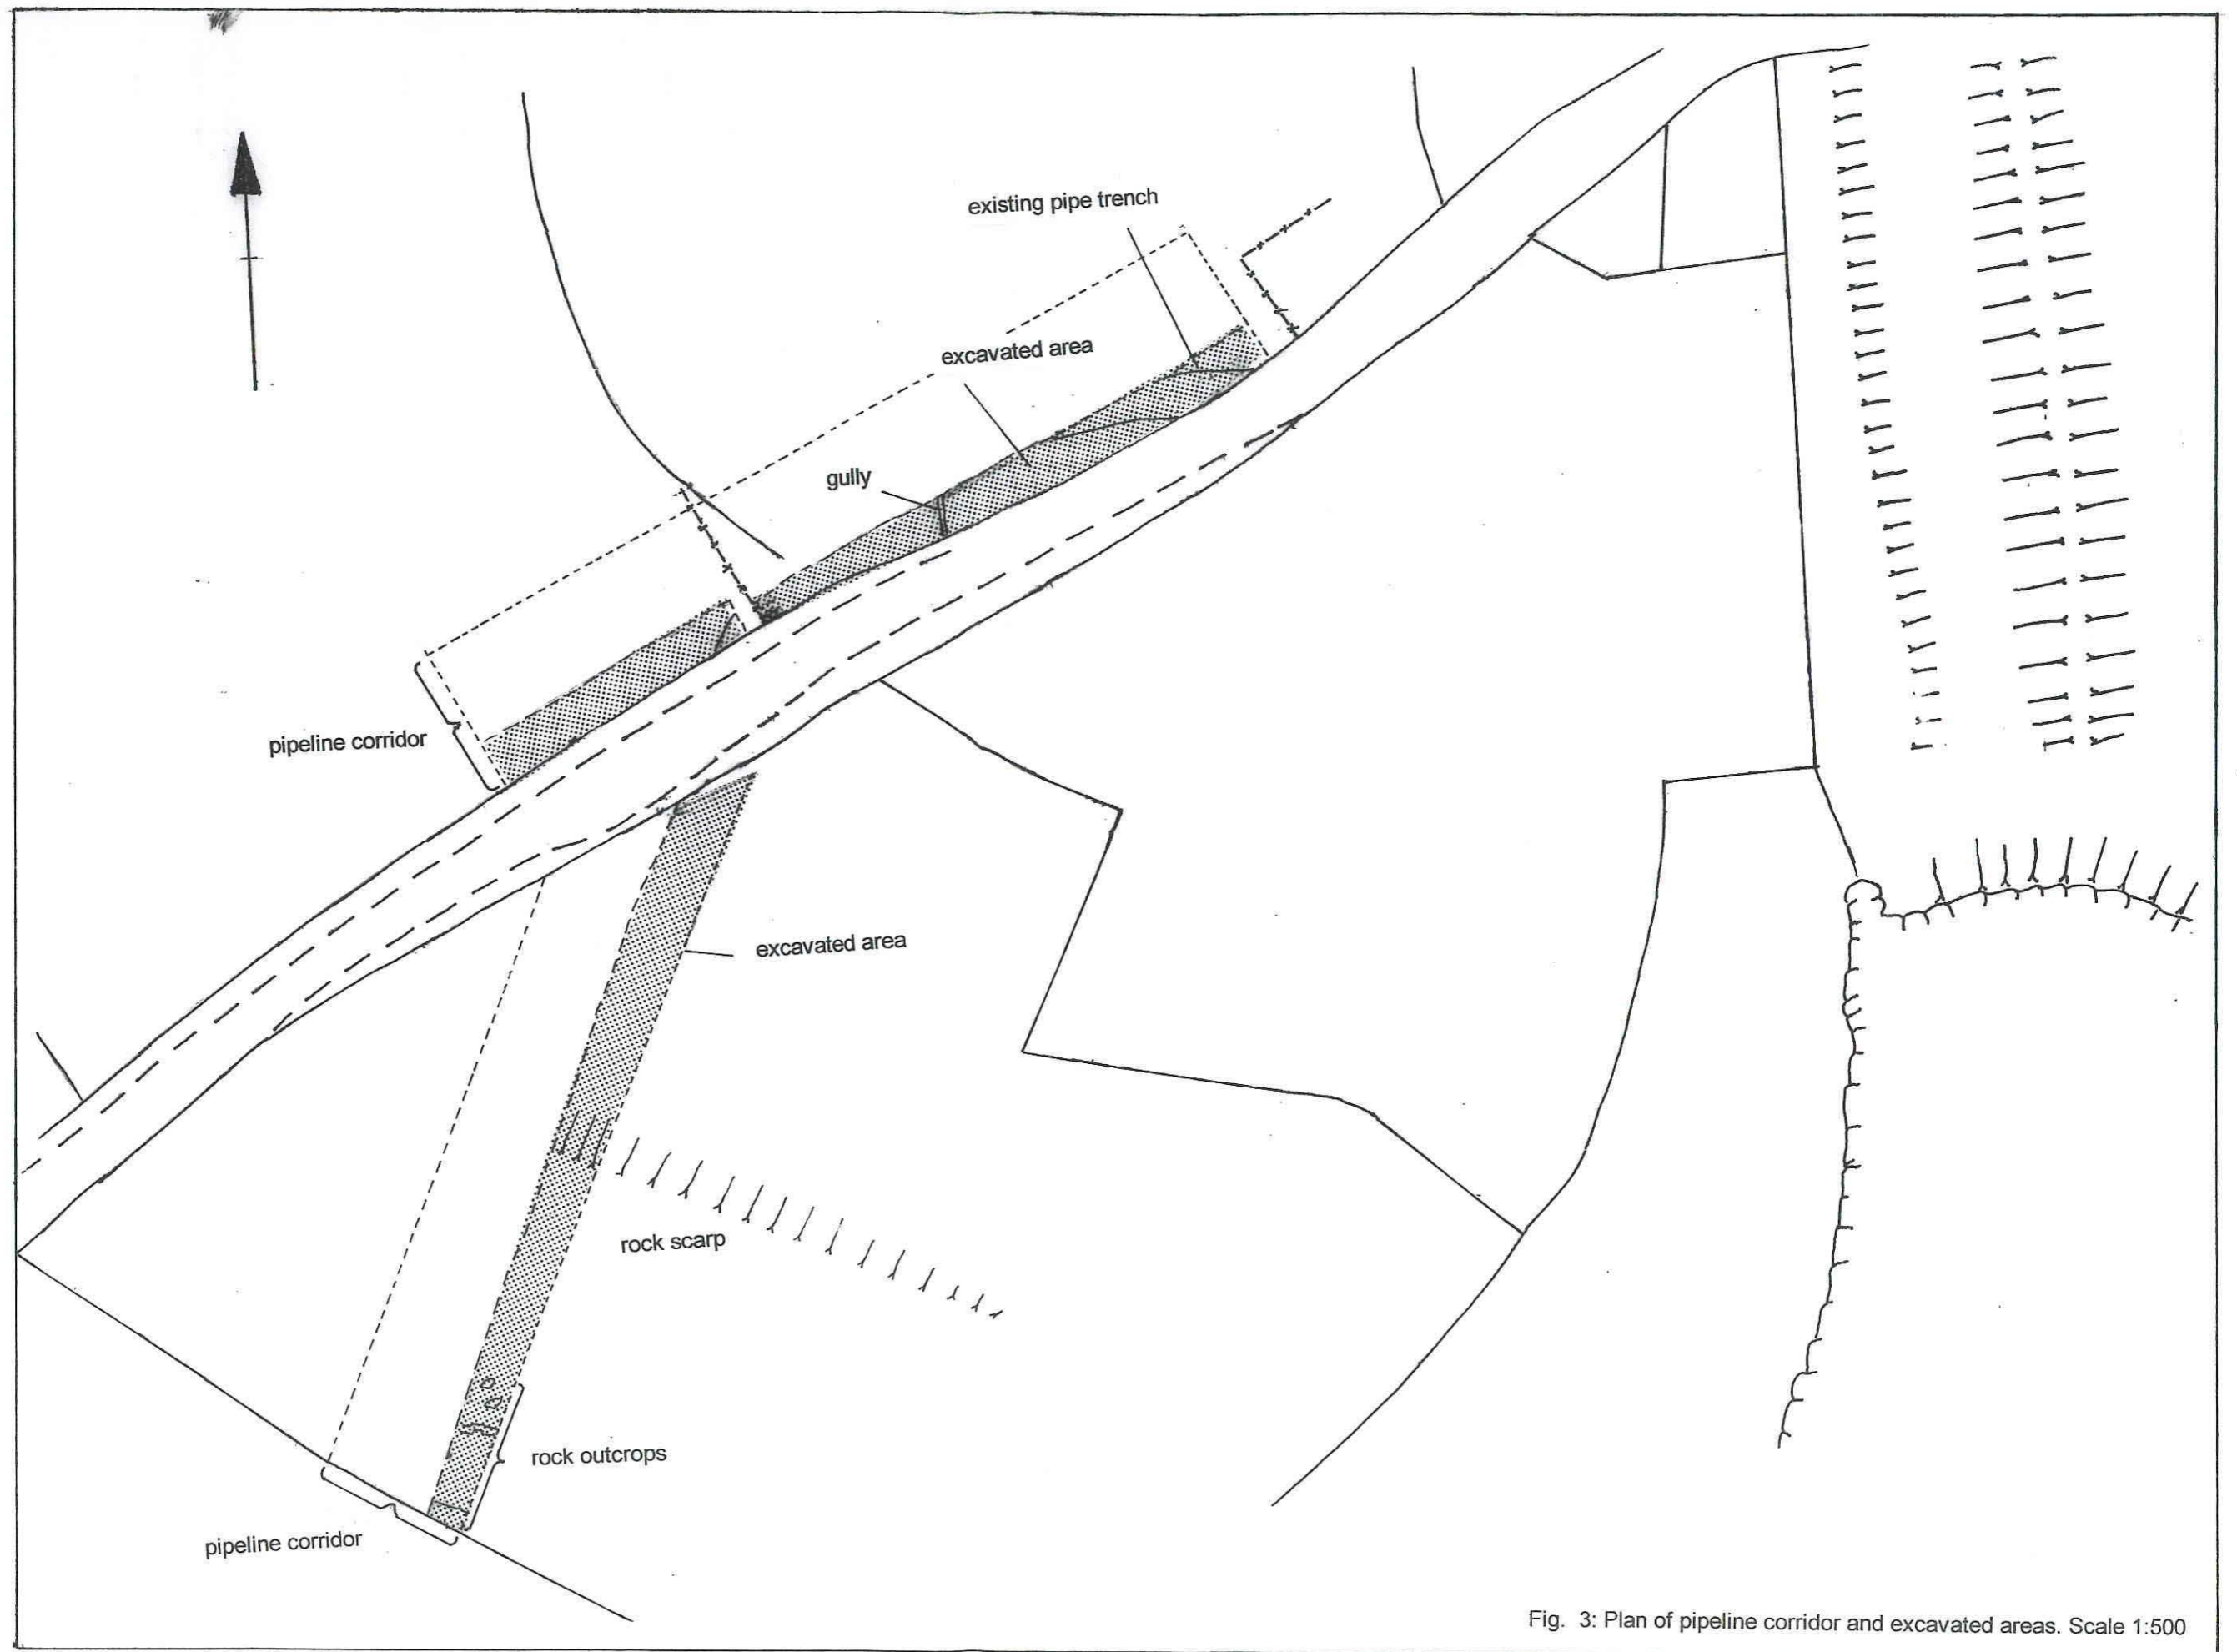 existing pipe trench
excavated area
gully
pipeline corridor
excavated area
rock scarp
rock outcrops
pipeline corridor
Fig. 3: Plan of pipeline corridor and excavated areas. Scale 1:500